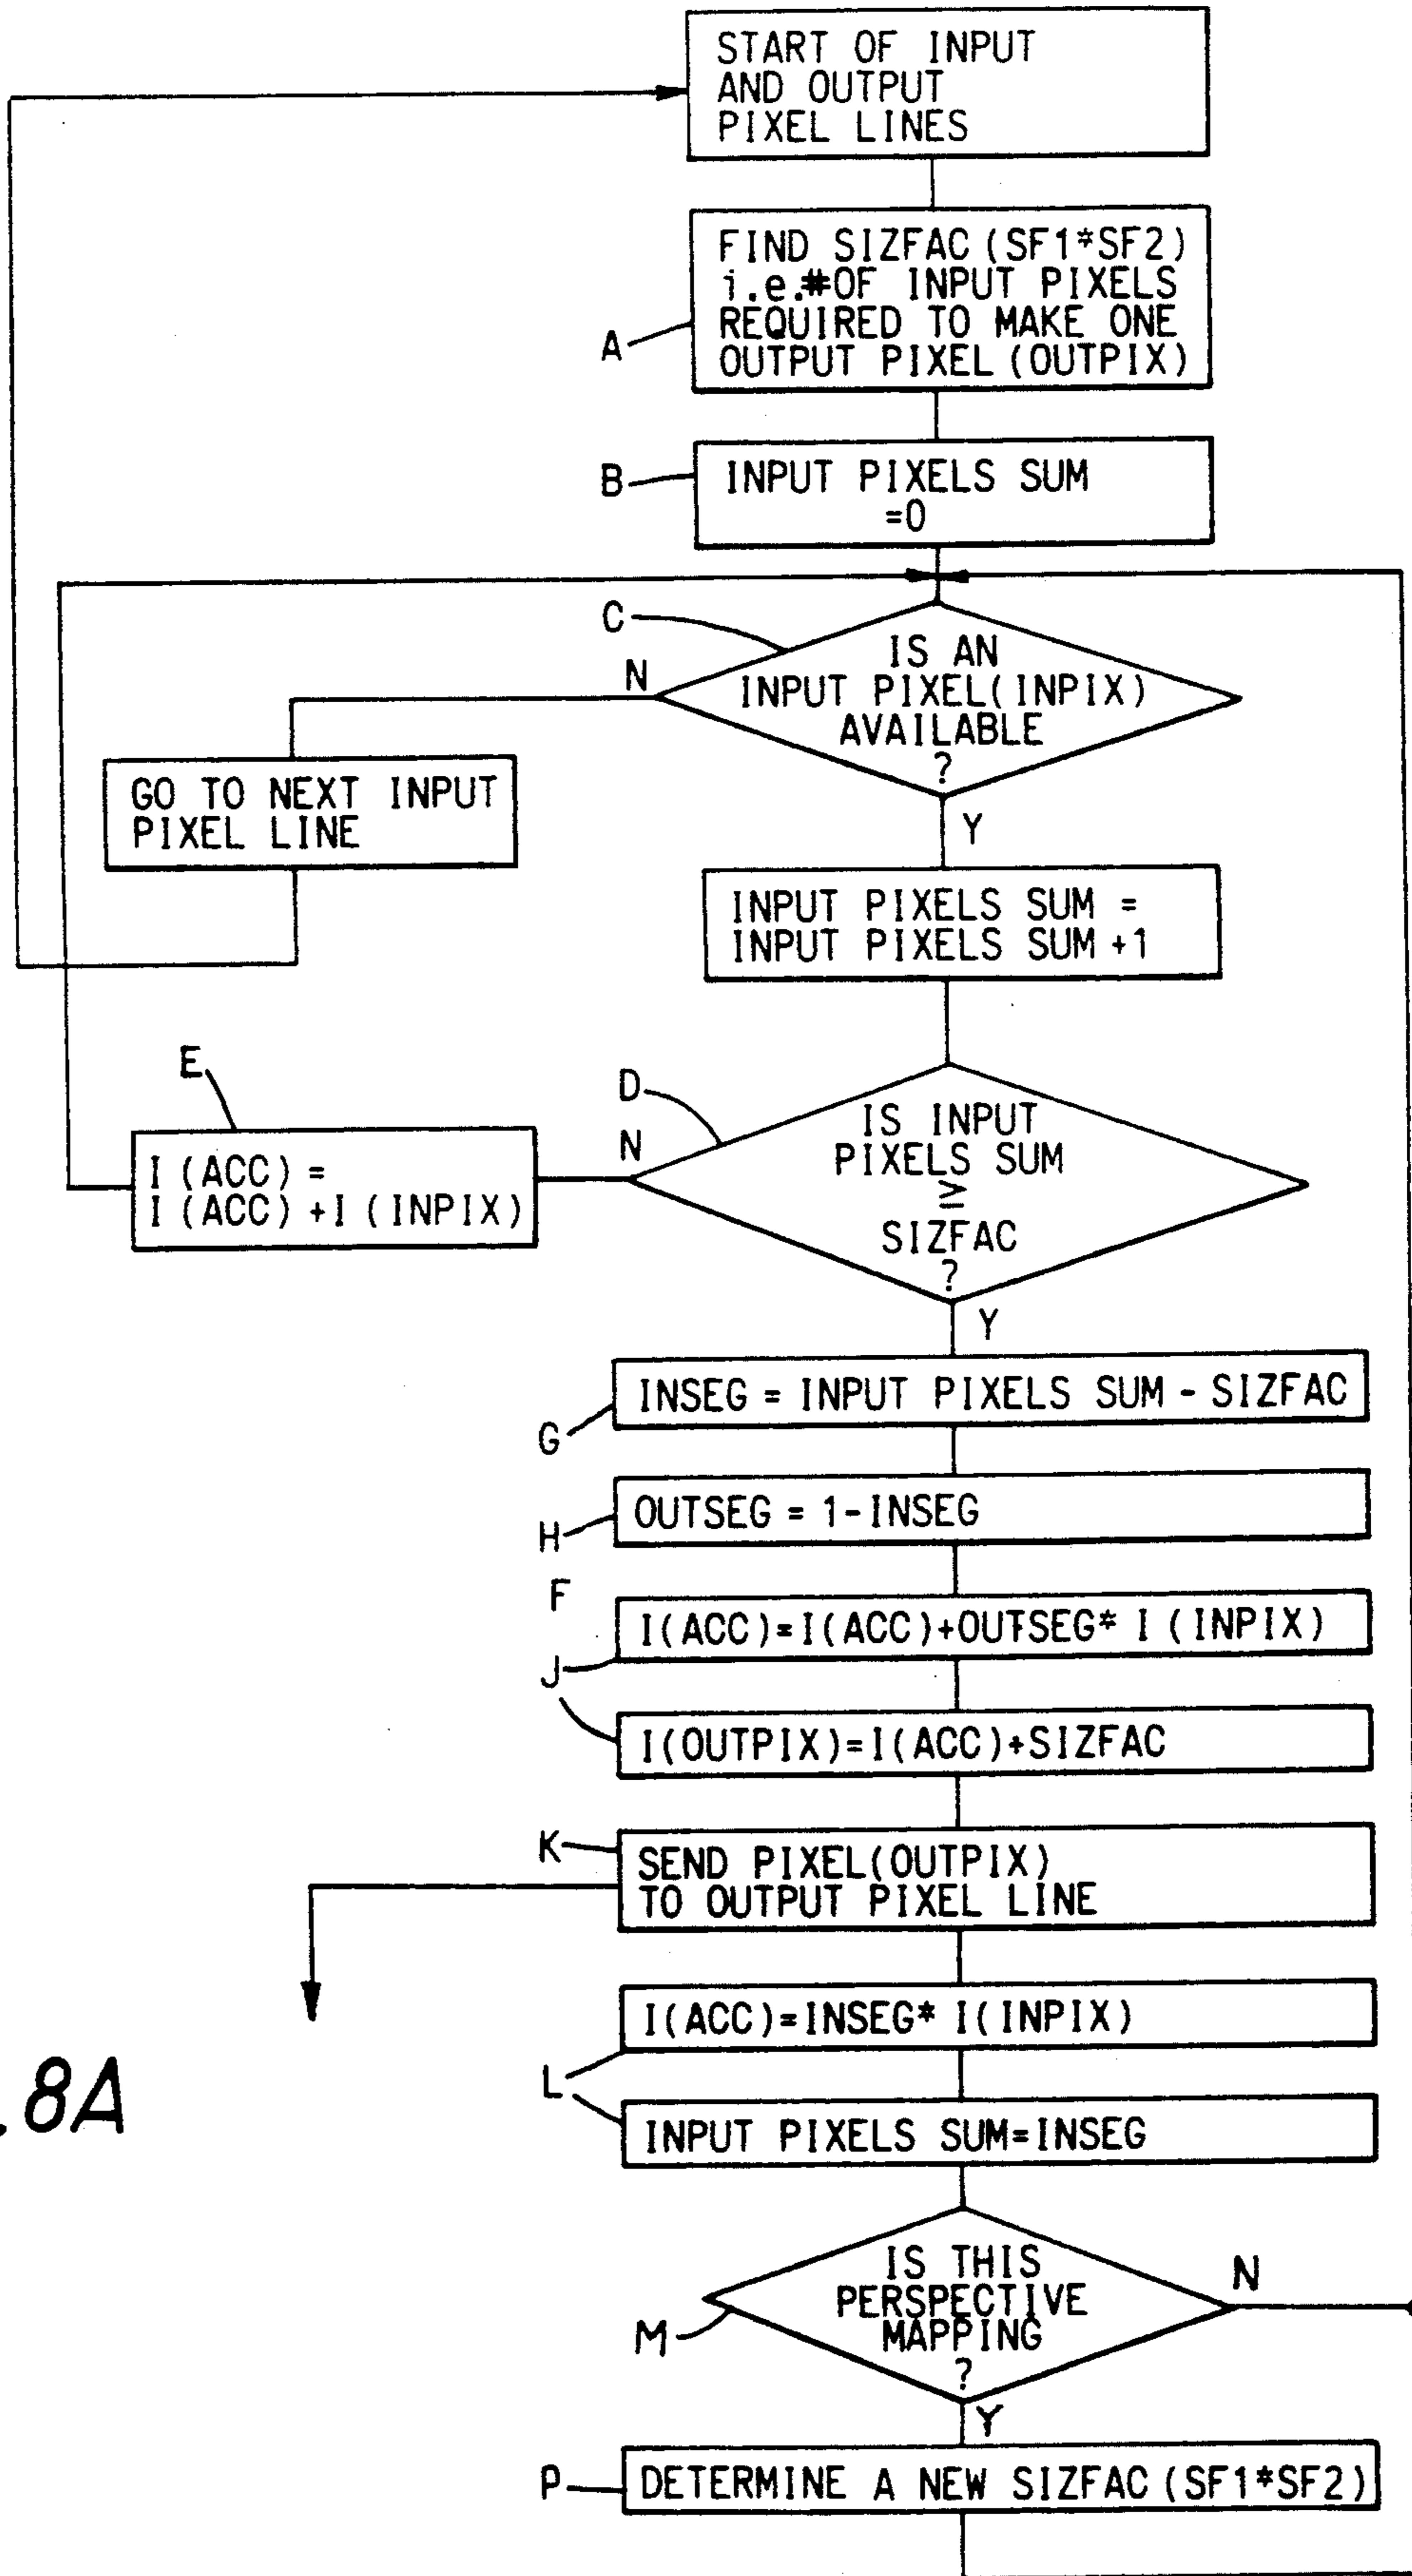 START OF INPUT
AND OUTPUT
PIXEL LINES
FIND SIZFAC (SF1*SF2)
i.e.#OF INPUT PIXELS
REQUIRED TO MAKE ONE
OUTPUT PIXEL (OUTPIX)
A
B
INPUT PIXELS SUM
=0
C
N
IS AN
INPUT PIXEL(INPIX)
AVAILABLE
?
Y
GO TO NEXT INPUT
PIXEL LINE
INPUT PIXELS SUM =
INPUT PIXELS SUM +1
E
D
N
IS INPUT
PIXELS SUM
≥
SIZFAC
?
Y
I (ACC) =
I (ACC) +I (INPIX)
INSEG = INPUT PIXELS SUM - SIZFAC
G
OUTSEG = 1-INSEG
H
F
I(ACC)=I(ACC)+OUTSEG* I (INPIX)
J
I(OUTPIX)=I(ACC)+SIZFAC
K
SEND PIXEL(OUTPIX)
TO OUTPUT PIXEL LINE
I(ACC)=INSEG* I(INPIX)
L
INPUT PIXELS SUM=INSEG
.8A
IS THIS
PERSPECTIVE
MAPPING
?
N
M
Y
P
DETERMINE A NEW SIZFAC (SF1*SF2)